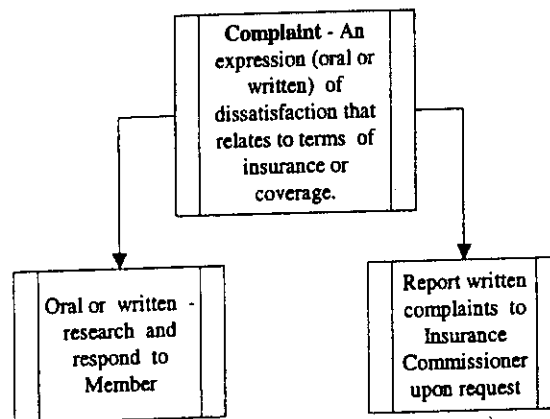 Complaint - An
expression (oral or
written) of
dissatisfaction that
relates to terms of
insurance or
coverage.
Oral or written -
research and
respond to
Member
Report written
complaints to
Insurance
Commissioner
upon request